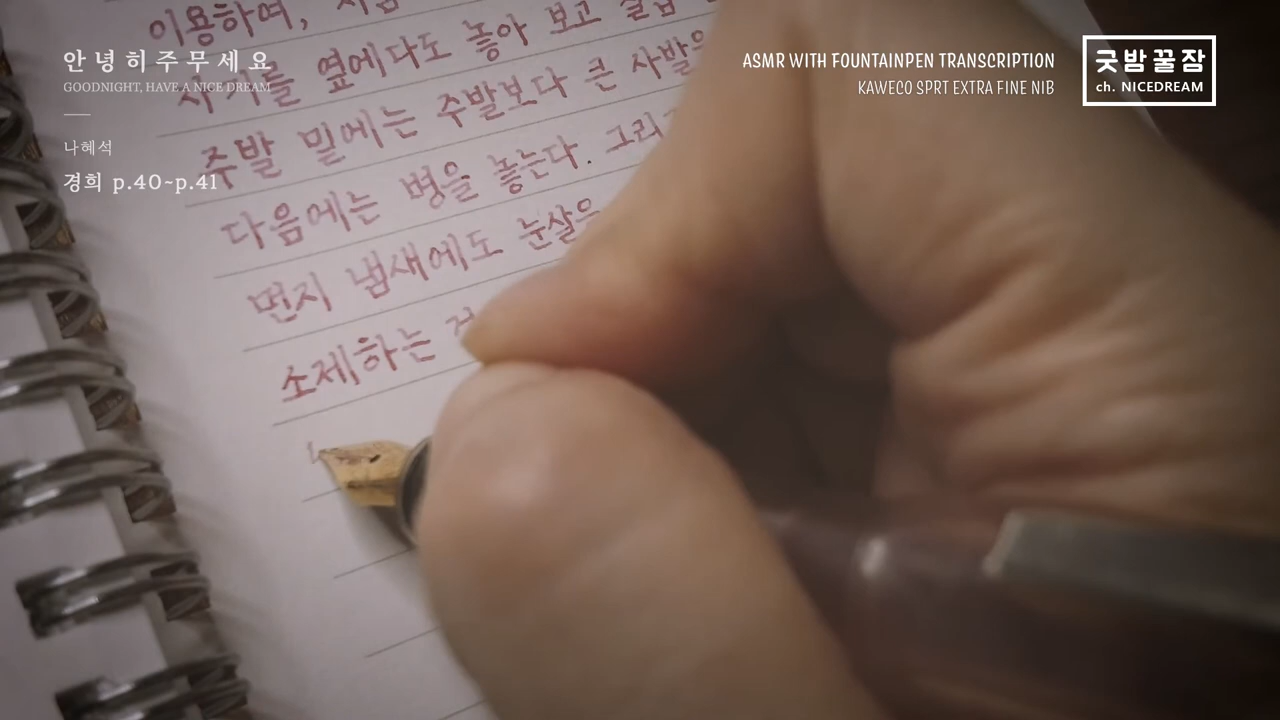 안녕히주무세요
GOODNIGHT, HAVE A NICE DREAM
나혜석
경희 p.40~p.41
ASMR WITH FOUNTAINPEN TRANSCRIPTION
KAWECO SPRT EXTRA FINE NIB
굿밤꿀잠
ch. NICEDREAM
이용하여,
사기를 옆에다도 놓아 보고
주발 밑에는 주발보다 큰 사발을
다음에는 병을 놓는다. 그리고
먼지 냄새에도 눈살을
소제하는